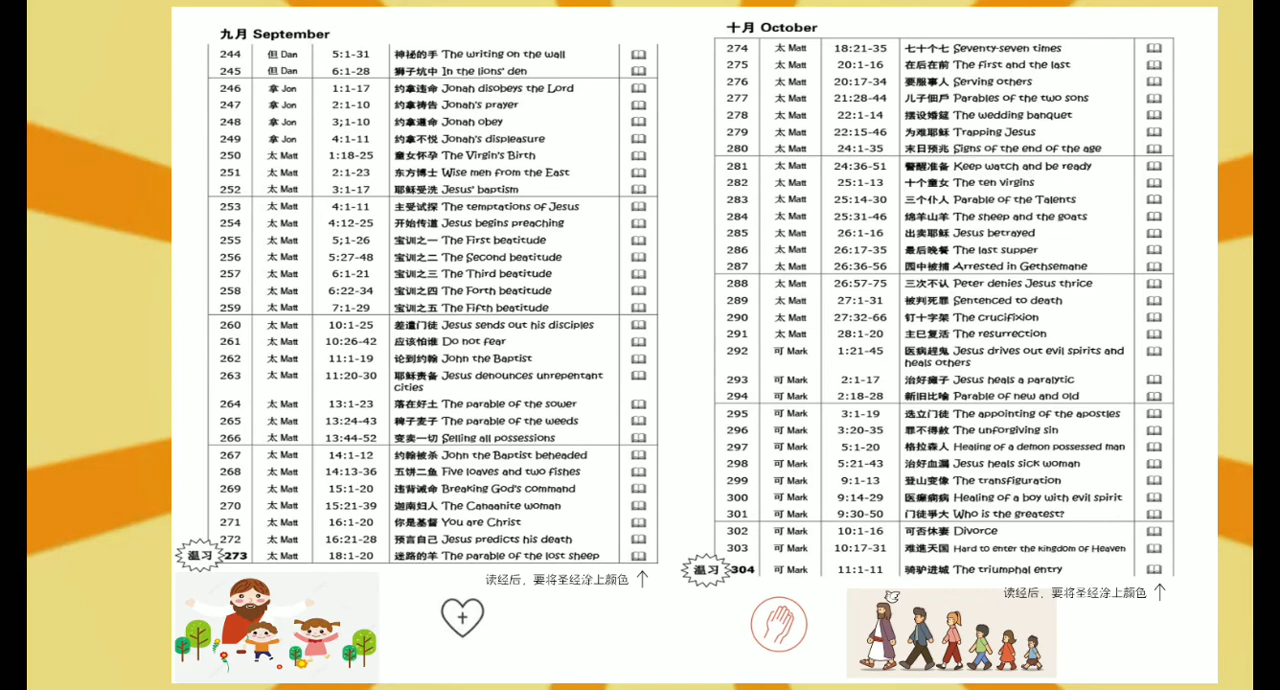 九月 September
244 但 Dan 5:1-31 神祕的手 The writing on the wall
245 但 Dan 6:1-28 狮子坑中 In the lions' den
246 拿 Jon 1:1-17 约拿违命 Jonah disobeys the Lord
247 拿 Jon 2:1-10 约拿祷告 Jonah's prayer
248 拿 Jon 3;1-10 约拿遵命 Jonah obey
249 拿 Jon 4:1-11 约拿不悦 Jonah's displeasure
250 太 Matt 1:18-25 童女怀孕 The Virgin's Birth
251 太 Matt 2:1-23 东方博士 Wise men from the East
252 太 Matt 3:1-17 耶稣受洗 Jesus' baptism
253 太 Matt 4:1-11 主受试探 The temptations of Jesus
254 太 Matt 4:12-25 开始传道 Jesus begins preaching
255 太 Matt 5;1-26 宝训之一 The First beatitude
256 太 Matt 5:27-48 宝训之二 The Second beatitude
257 太 Matt 6:1-21 宝训之三 The Third beatitude
258 太 Matt 6:22-34 宝训之四 The Forth beatitude
259 太 Matt 7:1-29 宝训之五 The Fifth beatitude
260 太 Matt 10:1-25 差遣门徒 Jesus sends out his disciples
261 太 Matt 10:26-42 应该怕谁 Do not fear
262 太 Matt 11:1-19 论到约翰 John the Baptist
263 太 Matt 11:20-30 耶稣责备 Jesus denounces unrepentant
cities
264 太 Matt 13:1-23 落在好土 The parable of the sower
265 太 Matt 13:24-43 稗子麦子 The parable of the weeds
266 太 Matt 13:44-52 变卖一切 Selling all possessions
267 太 Matt 14:1-12 约翰被杀 John the Baptist beheaded
268 太 Matt 14:13-36 五饼二鱼 Five loaves and two fishes
269 太 Matt 15:1-20 违背诫命 Breaking God's command
270 太 Matt 15:21-39 迦南妇人 The Canaanite woman
271 太 Matt 16:1-20 你是基督 You are Christ
272 太 Matt 16:21-28 预言自己 Jesus predicts his death
温习 273 太 Matt 18:1-20 迷路的羊 The parable of the lost sheep
读经后，要将圣经涂上颜色 ↑
十月 October
274 太 Matt 18:21-35 七十个七 Seventy-seven times
275 太 Matt 20:1-16 在后在前 The first and the last
276 太 Matt 20:17-34 要服事人 Serving others
277 太 Matt 21:28-44 儿子佃戶 Parables of the two sons
278 太 Matt 22:1-14 摆设婚筵 The wedding banquet
279 太 Matt 22:15-46 为难耶稣 Trapping Jesus
280 太 Matt 24:1-35 末日预兆 Signs of the end of the age
281 太 Matt 24:36-51 警醒准备 Keep watch and be ready
282 太 Matt 25:1-13 十个童女 The ten virgins
283 太 Matt 25:14-30 三个仆人 Parable of the Talents
284 太 Matt 25:31-46 绵羊山羊 The sheep and the goats
285 太 Matt 26:1-16 出卖耶稣 Jesus betrayed
286 太 Matt 26:17-35 最后晚餐 The last supper
287 太 Matt 26:36-56 园中被捕 Arrested in Gethsemane
288 太 Matt 26:57-75 三次不认 Peter denies Jesus thrice
289 太 Matt 27:1-31 被判死罪 Sentenced to death
290 太 Matt 27:32-66 钉十字架 The crucifixion
291 太 Matt 28:1-20 主已复活 The resurrection
292 可 Mark 1:21-45 医病趕鬼 Jesus drives out evil spirits and
heals others
293 可 Mark 2:1-17 治好瘫子 Jesus heals a paralytic
294 可 Mark 2:18-28 新旧比喻 Parable of new and old
295 可 Mark 3:1-19 选立门徒 The appointing of the apostles
296 可 Mark 3:20-35 罪不得赦 The unforgiving sin
297 可 Mark 5:1-20 格拉森人 Healing of a demon possessed man
298 可 Mark 5:21-43 治好血漏 Jesus heals sick woman
299 可 Mark 9:1-13 登山变像 The transfiguration
300 可 Mark 9:14-29 医癫痫病 Healing of a boy with evil spirit
301 可 Mark 9:30-50 门徒爭大 Who is the greatest?
302 可 Mark 10:1-16 可否休妻 Divorce
303 可 Mark 10:17-31 难進天国 Hard to enter the Kingdom of Heaven
温习 304 可 Mark 11:1-11 骑驴进城 The triumphal entry
读经后，要将圣经涂上颜色 ↑